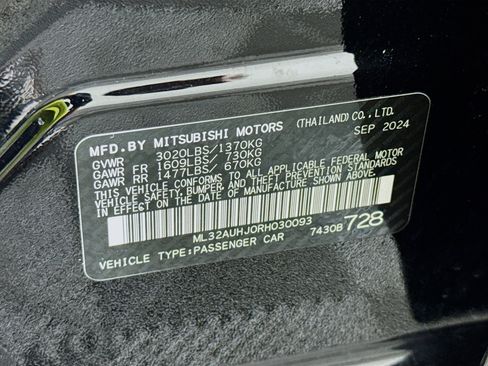 MFD.BY MITSUBISHI MOTORS (THAILAND) CO., LTD.
SEP 2024
GVWR 3020LBS/1370KG
GAWR FR 1609LBS/ 730KG
GAWR RR 1477LBS/ 670KG
THIS VEHICLE CONFORMS TO ALL APPLICABLE FEDERAL MOTOR
VEHICLE SAFETY,BUMPER,AND THEFT PREVENTION STANDARDS
IN EFFECT ON THE DATE OF MANUFACTURE SHOWN ABOVE.
ML32AUHJ0RH030093
7430B 728
VEHICLE TYPE:PASSENGER CAR